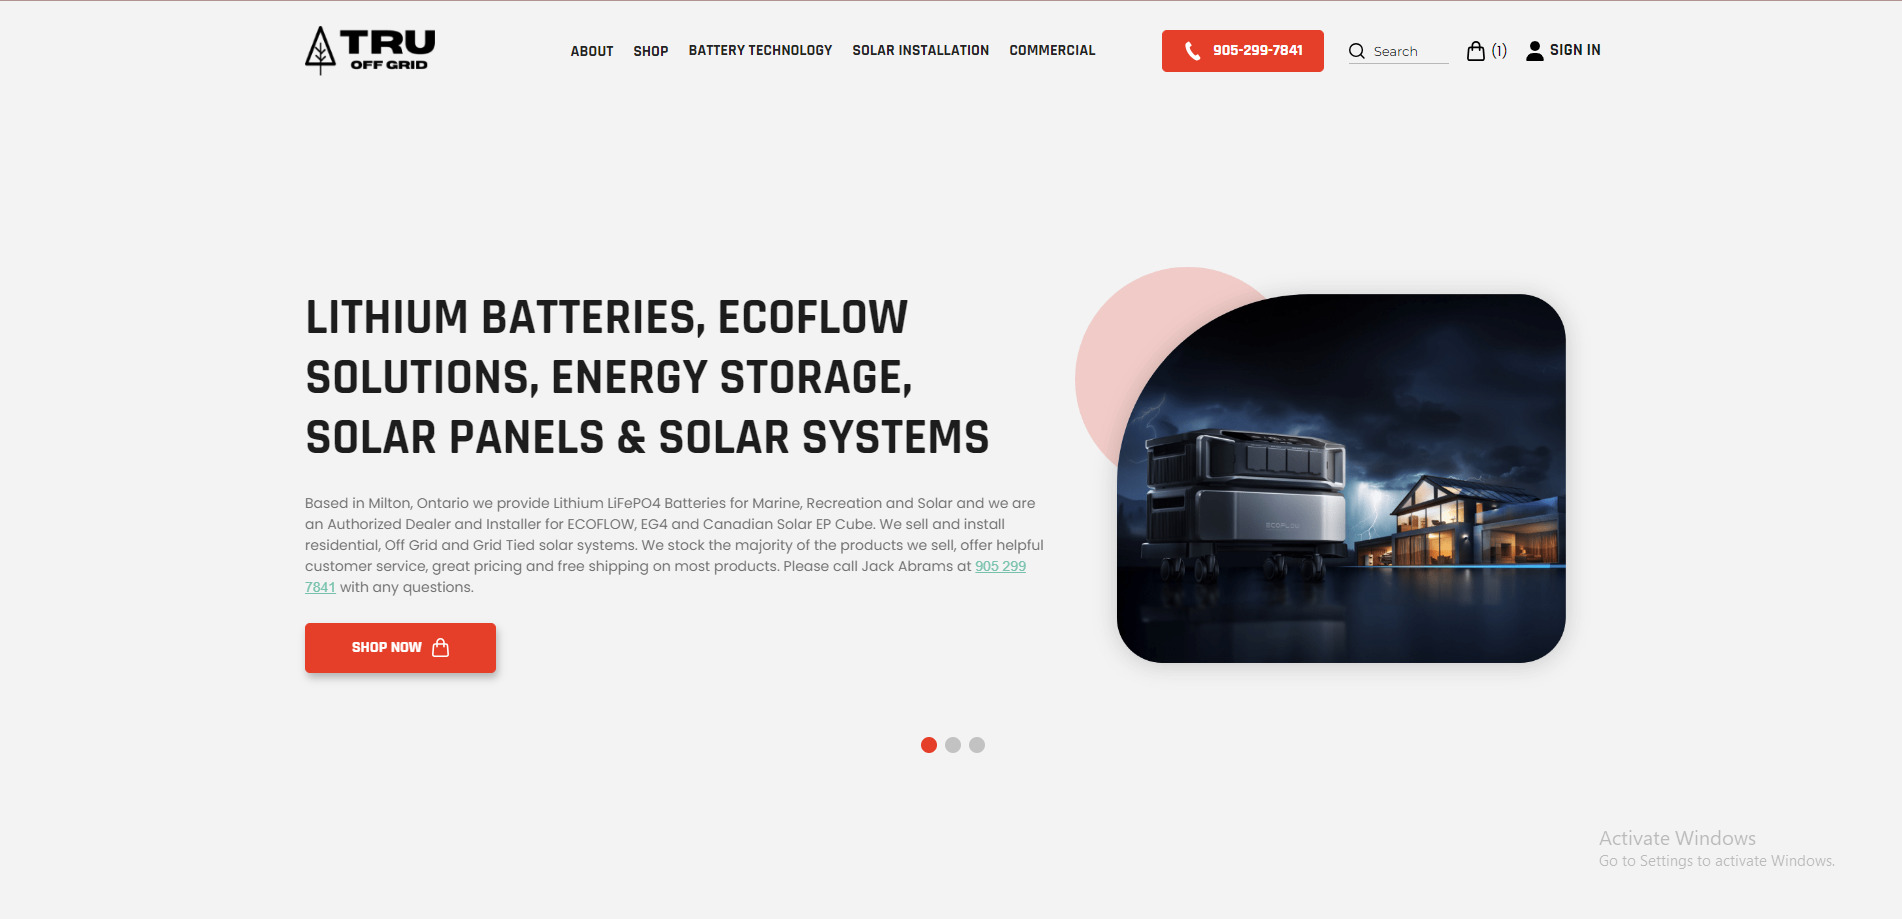 TRU
OFF GRID
ABOUT SHOP BATTERY TECHNOLOGY SOLAR INSTALLATION COMMERCIAL
905-299-7841
Search
(1)
SIGN IN
LITHIUM BATTERIES, ECOFLOW
SOLUTIONS, ENERGY STORAGE,
SOLAR PANELS & SOLAR SYSTEMS
Based in Milton, Ontario we provide Lithium LiFePO4 Batteries for Marine, Recreation and Solar and we are
an Authorized Dealer and Installer for ECOFLOW, EG4 and Canadian Solar EP Cube. We sell and install
residential, Off Grid and Grid Tied solar systems. We stock the majority of the products we sell, offer helpful
customer service, great pricing and free shipping on most products. Please call Jack Abrams at 905 299
7841 with any questions.
SHOP NOW
ECOFLOW
Activate Windows
Go to Settings to activate Windows.